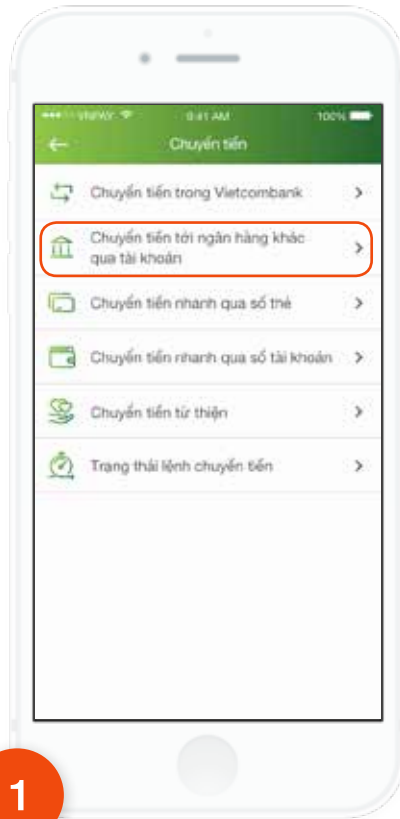 VNPAY 9:41 AM 100%
Chuyển tiền
Chuyển tiền trong Vietcombank
Chuyển tiền tới ngân hàng khác
qua tài khoản
Chuyển tiền nhanh qua số thẻ
Chuyển tiền nhanh qua số tài khoản
Chuyển tiền từ thiện
Trạng thái lệnh chuyển tiền
1